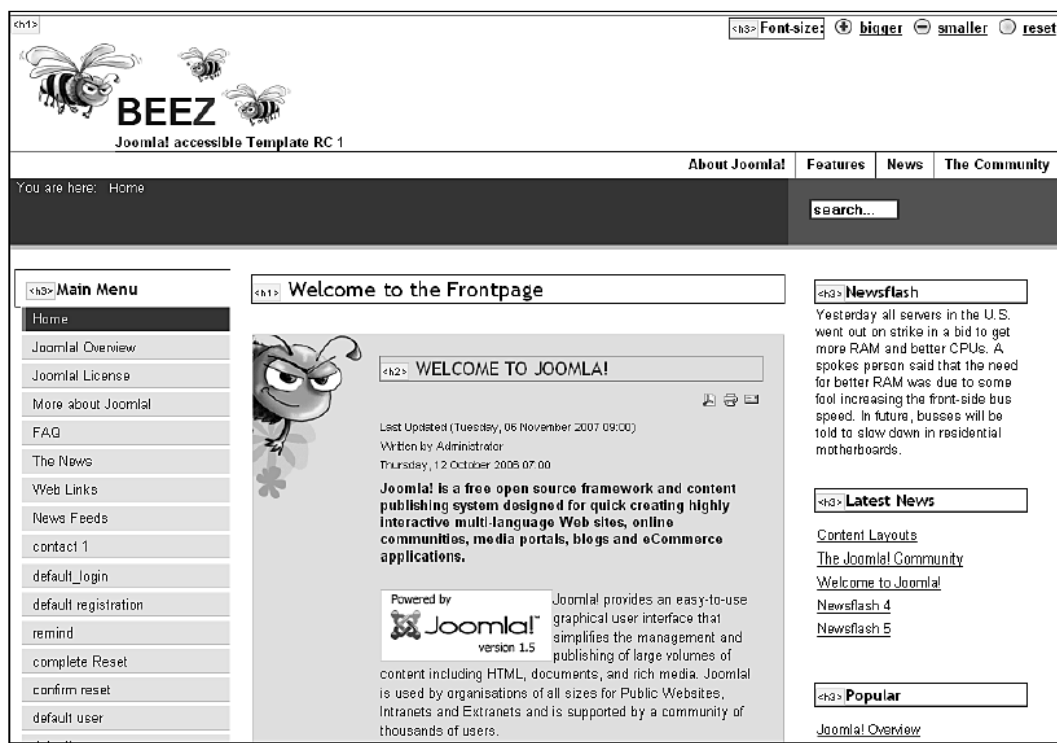 <h1>
<h3> Font-size: bigger smaller reset
BEEZ
Joomla! accessible Template RC 1
About Joomla! Features News The Community
You are here: Home
search...
<h3> Main Menu
Home
Joomla! Overview
Joomla! License
More about Joomla!
FAQ
The News
Web Links
News Feeds
contact 1
default_login
default registration
remind
complete Reset
confirm reset
default user
<h1> Welcome to the Frontpage
<h2> WELCOME TO JOOMLA!
Last Updated (Tuesday, 06 November 2007 09:00)
Written by Administrator
Thursday, 12 October 2006 07:00
Joomla! is a free open source framework and content
publishing system designed for quick creating highly
interactive multi-language Web sites, online
communities, media portals, blogs and eCommerce
applications.
Powered by
Joomla!™
version 1.5
Joomla! provides an easy-to-use
graphical user interface that
simplifies the management and
publishing of large volumes of
content including HTML, documents, and rich media. Joomla!
is used by organisations of all sizes for Public Websites,
Intranets and Extranets and is supported by a community of
thousands of users.
<h3> Newsflash
Yesterday all servers in the U.S.
went out on strike in a bid to get
more RAM and better CPUs. A
spokes person said that the need
for better RAM was due to some
fool increasing the front-side bus
speed. In future, busses will be
told to slow down in residential
motherboards.
<h3> Latest News
Content Layouts
The Joomla! Community
Welcome to Joomla!
Newsflash 4
Newsflash 5
<h3> Popular
Joomla! Overview